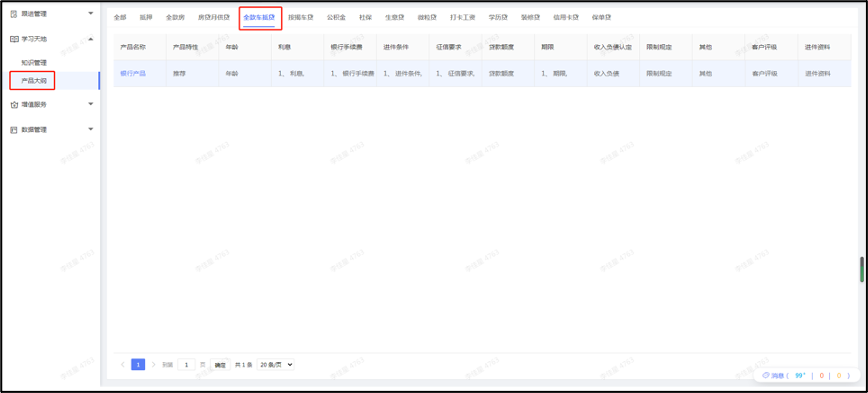 跟进管理
学习天地
知识管理
产品大纲
增值服务
数据管理
全部 抵押 全款房 房贷月供贷 全款车抵贷 按揭车贷 公积金 社保 生意贷 微粒贷 打卡工资 学历贷 装修贷 信用卡贷 保单贷
产品名称 产品特性 年龄 利息 银行手续费 进件条件 征信要求 贷款额度 期限 收入负债认定 限制规定 其他 客户评级 进件资料
银行产品 推荐 年龄 1、 利息, 1、 银行手续费 1、 进件条件, 1、 征信要求, 贷款额度 1、 期限, 收入负债 限制规定 其他 客户评级 进件资料
1 到第 1 页 确定 共 1 条 20 条/页
消息 [ 99+ | 0 | 0 ]